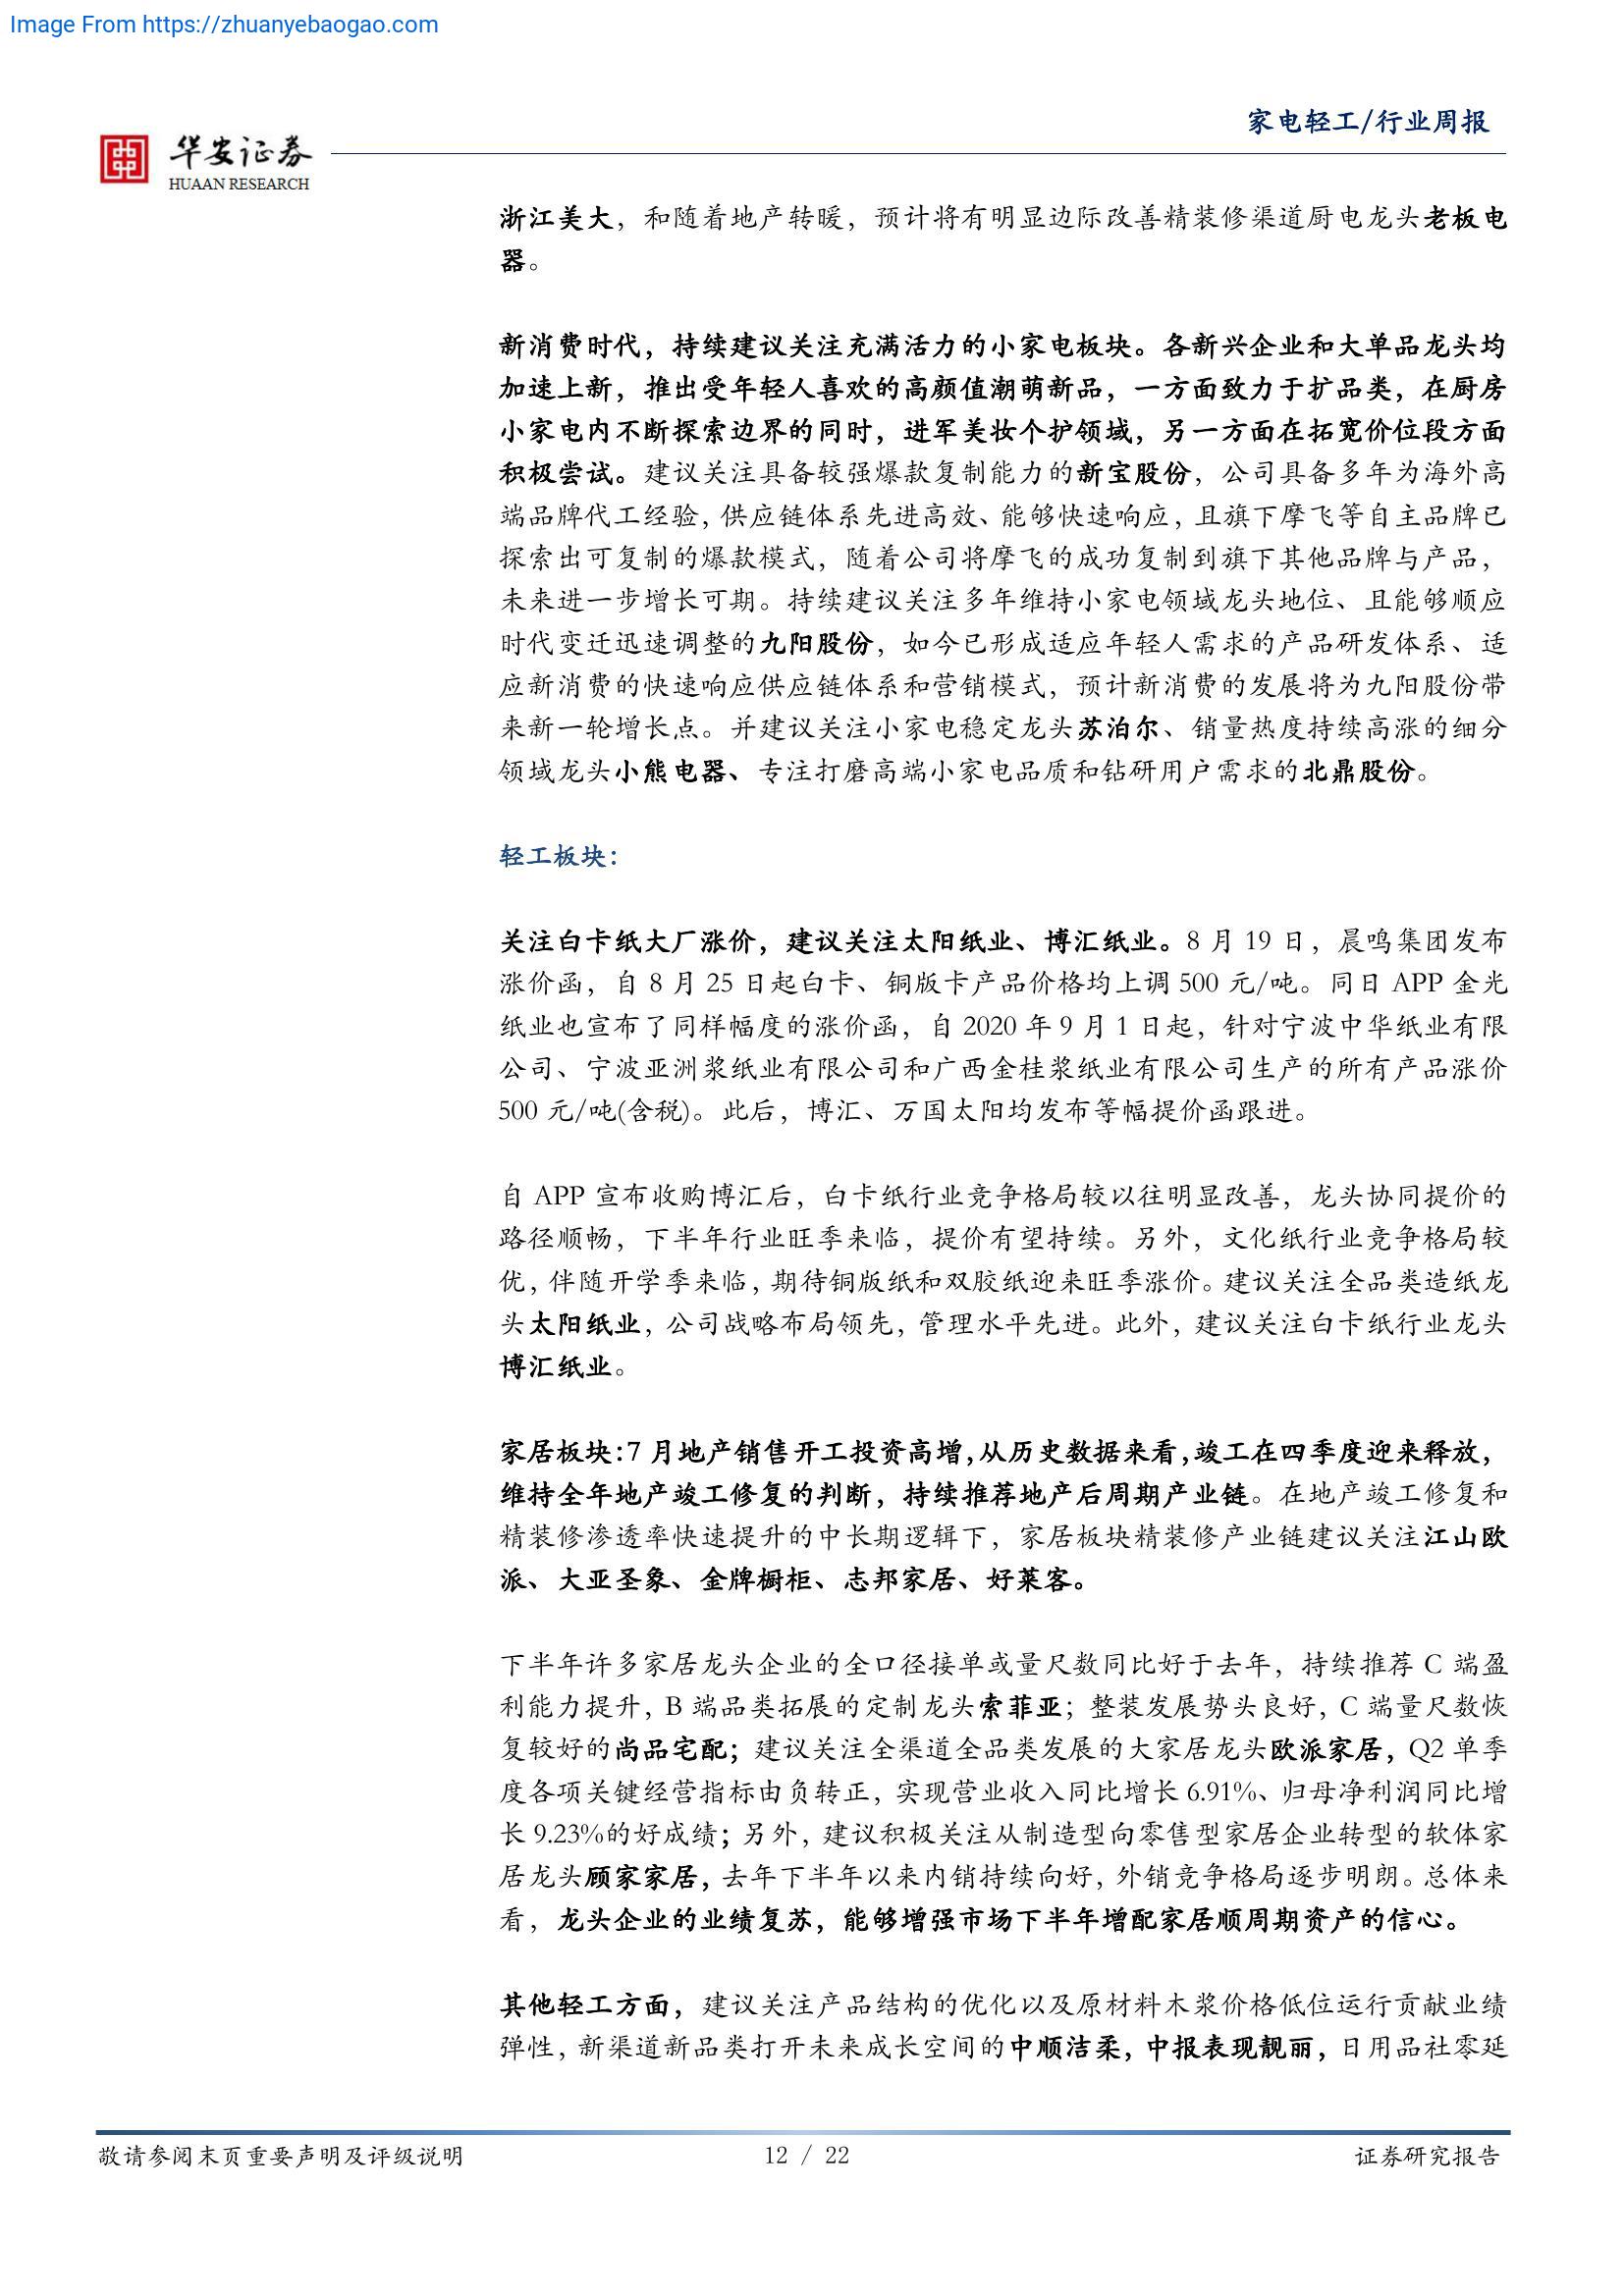 Image From https://zhuanyebaogao.com
家电轻工/行业周报
华安证券
HUAAN RESEARCH
浙江美大，和随着地产转暖，预计将有明显边际改善精装修渠道厨电龙头老板电
器。
新消费时代，持续建议关注充满活力的小家电板块。各新兴企业和大单品龙头均
加速上新，推出受年轻人喜欢的高颜值潮萌新品，一方面致力于扩品类，在厨房
小家电内不断探索边界的同时，进军美妆个护领域，另一方面在拓宽价位段方面
积极尝试。建议关注具备较强爆款复制能力的新宝股份，公司具备多年为海外高
端品牌代工经验，供应链体系先进高效、能够快速响应，且旗下摩飞等自主品牌已
探索出可复制的爆款模式，随着公司将摩飞的成功复制到旗下其他品牌与产品，
未来进一步增长可期。持续建议关注多年维持小家电领域龙头地位、且能够顺应
时代变迁迅速调整的九阳股份，如今已形成适应年轻人需求的产品研发体系、适
应新消费的快速响应供应链体系和营销模式，预计新消费的发展将为九阳股份带
来新一轮增长点。并建议关注小家电稳定龙头苏泊尔、销量热度持续高涨的细分
领域龙头小熊电器、专注打磨高端小家电品质和钻研用户需求的北鼎股份。
轻工板块：
关注白卡纸大厂涨价，建议关注太阳纸业、博汇纸业。8 月 19 日，晨鸣集团发布
涨价函，自 8 月 25 日起白卡、铜版卡产品价格均上调 500 元/吨。同日 APP 金光
纸业也宣布了同样幅度的涨价函，自 2020 年 9 月 1 日起，针对宁波中华纸业有限
公司、宁波亚洲浆纸业有限公司和广西金桂浆纸业有限公司生产的所有产品涨价
500 元/吨(含税)。此后，博汇、万国太阳均发布等幅提价函跟进。
自 APP 宣布收购博汇后，白卡纸行业竞争格局较以往明显改善，龙头协同提价的
路径顺畅，下半年行业旺季来临，提价有望持续。另外，文化纸行业竞争格局较
优，伴随开学季来临，期待铜版纸和双胶纸迎来旺季涨价。建议关注全品类造纸龙
头太阳纸业，公司战略布局领先，管理水平先进。此外，建议关注白卡纸行业龙头
博汇纸业。
家居板块：7 月地产销售开工投资高增，从历史数据来看，竣工在四季度迎来释放，
维持全年地产竣工修复的判断，持续推荐地产后周期产业链。在地产竣工修复和
精装修渗透率快速提升的中长期逻辑下，家居板块精装修产业链建议关注江山欧
派、大亚圣象、金牌橱柜、志邦家居、好莱客。
下半年许多家居龙头企业的全口径接单或量尺数同比好于去年，持续推荐 C 端盈
利能力提升，B 端品类拓展的定制龙头索菲亚；整装发展势头良好，C 端量尺数恢
复较好的尚品宅配；建议关注全渠道全品类发展的大家居龙头欧派家居，Q2 单季
度各项关键经营指标由负转正，实现营业收入同比增长 6.91%、归母净利润同比增
长 9.23%的好成绩；另外，建议积极关注从制造型向零售型家居企业转型的软体家
居龙头顾家家居，去年下半年以来内销持续向好，外销竞争格局逐步明朗。总体来
看，龙头企业的业绩复苏，能够增强市场下半年增配家居顺周期资产的信心。
其他轻工方面，建议关注产品结构的优化以及原材料木浆价格低位运行贡献业绩
弹性，新渠道新品类打开未来成长空间的中顺洁柔，中报表现靓丽，日用品社零延
敬请参阅末页重要声明及评级说明
12 / 22
证券研究报告